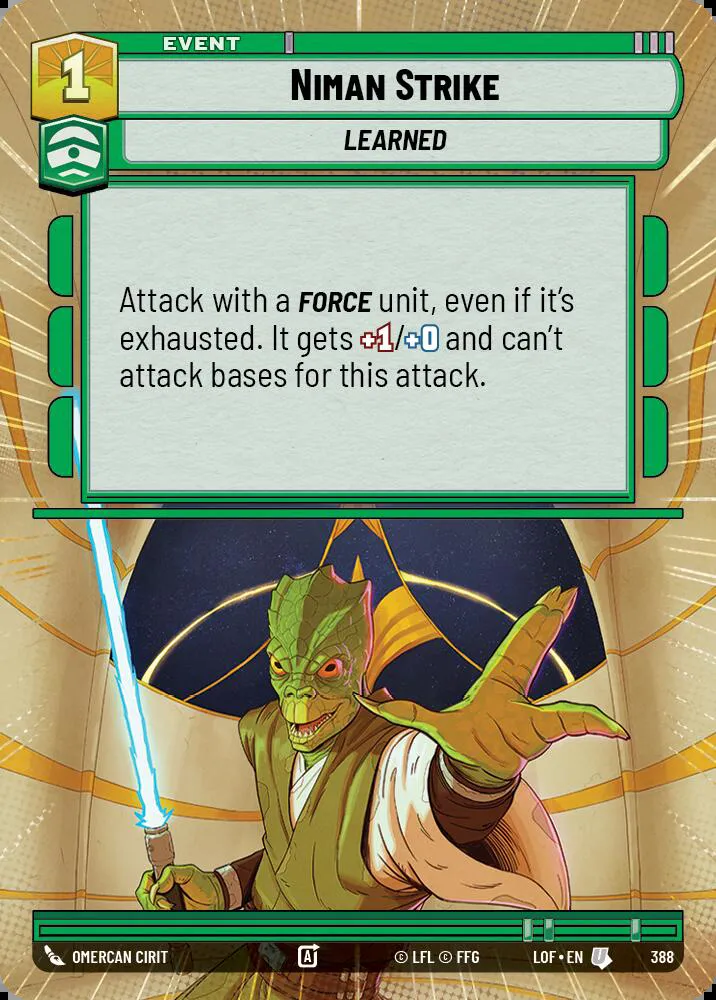 EVENT
1
NIMAN STRIKE
LEARNED
Attack with a FORCE unit, even if it's
exhausted. It gets +1/+0 and can't
attack bases for this attack.
OMERCAN CIRIT A © LFL © FFG LOF • EN U 388